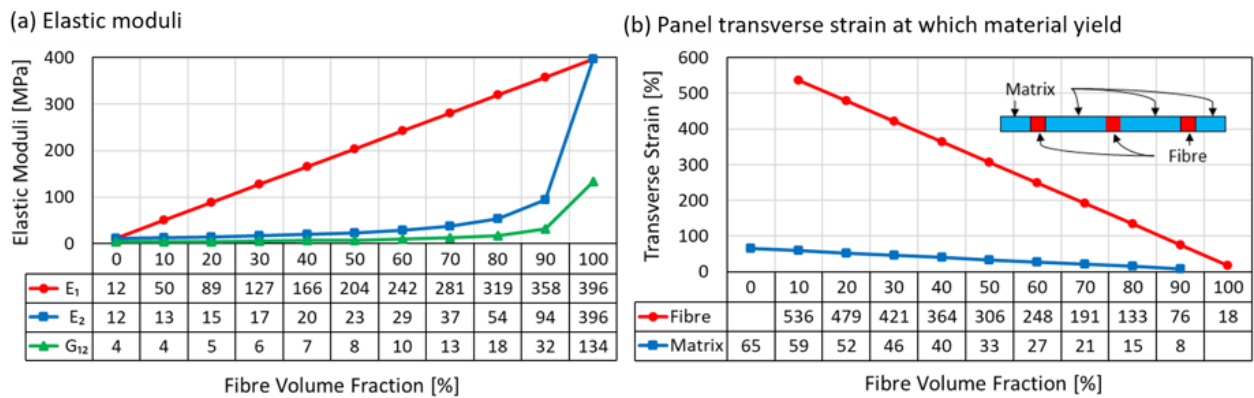 (a) Elastic moduli
Elastic Moduli [MPa]
400
300
200
100
0
0 10 20 30 40 50 60 70 80 90 100
E₁ 12 50 89 127 166 204 242 281 319 358 396
E₂ 12 13 15 17 20 23 29 37 54 94 396
G₁₂ 4 4 5 6 7 8 10 13 18 32 134
Fibre Volume Fraction [%]
(b) Panel transverse strain at which material yield
Transverse Strain [%]
600
500
400
300
200
100
0
Matrix
Fibre
0 10 20 30 40 50 60 70 80 90 100
Fibre 536 479 421 364 306 248 191 133 76 18
Matrix 65 59 52 46 40 33 27 21 15 8
Fibre Volume Fraction [%]